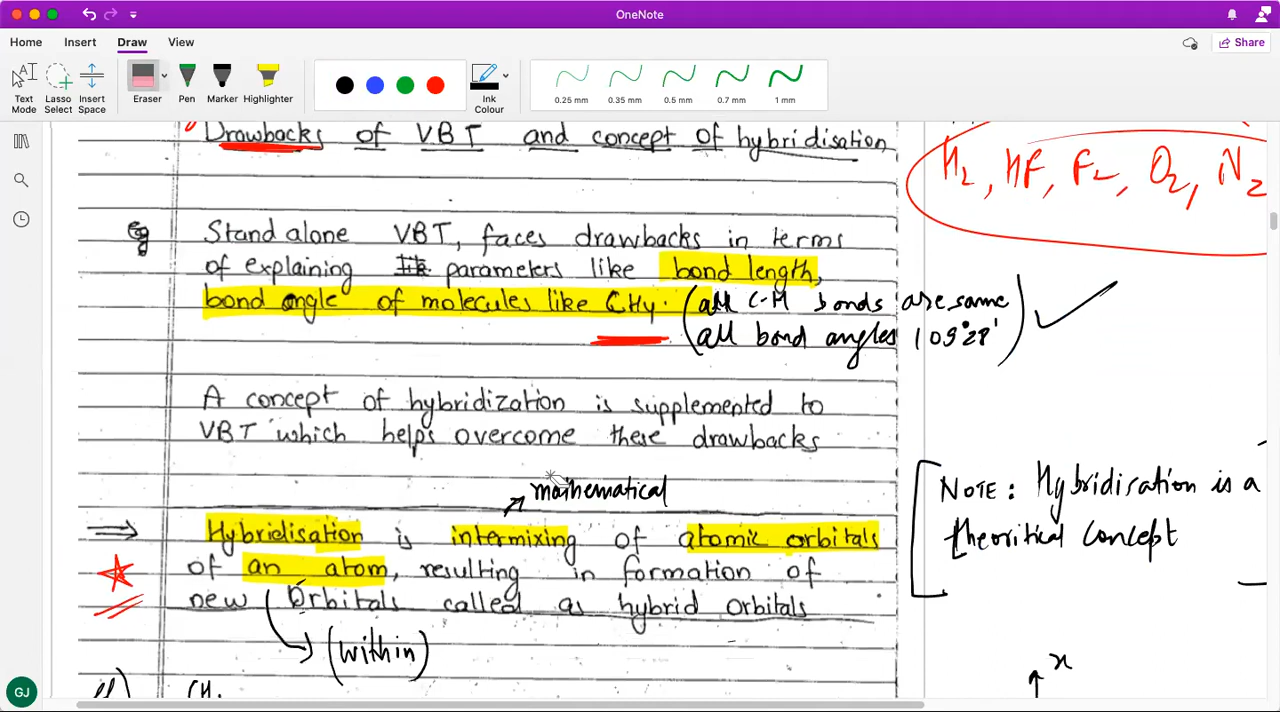 OneNote
Home Insert Draw View
Share
Text Mode
Lasso Select
Insert Space
Eraser
Pen
Marker
Highlighter
Ink Colour
0.25 mm 0.35 mm 0.5 mm 0.7 mm 1 mm
Drawbacks of VBT and concept of hybridisation
H2, HF, F2, O2, N2
Eg Stand alone VBT, faces drawbacks in terms
of explaining parameters like bond length,
bond angle of molecules like CH4. (all C-H bonds are same
(all bond angles 109°28')
A concept of hybridization is supplemented to
VBT which helps overcome these drawbacks
mathematical
NOTE: Hybridisation is a
theoritical concept
⇒ Hybridisation is intermixing of atomic orbitals
of an atom, resulting in formation of
new Orbitals called as hybrid orbitals
(within)
x
GJ